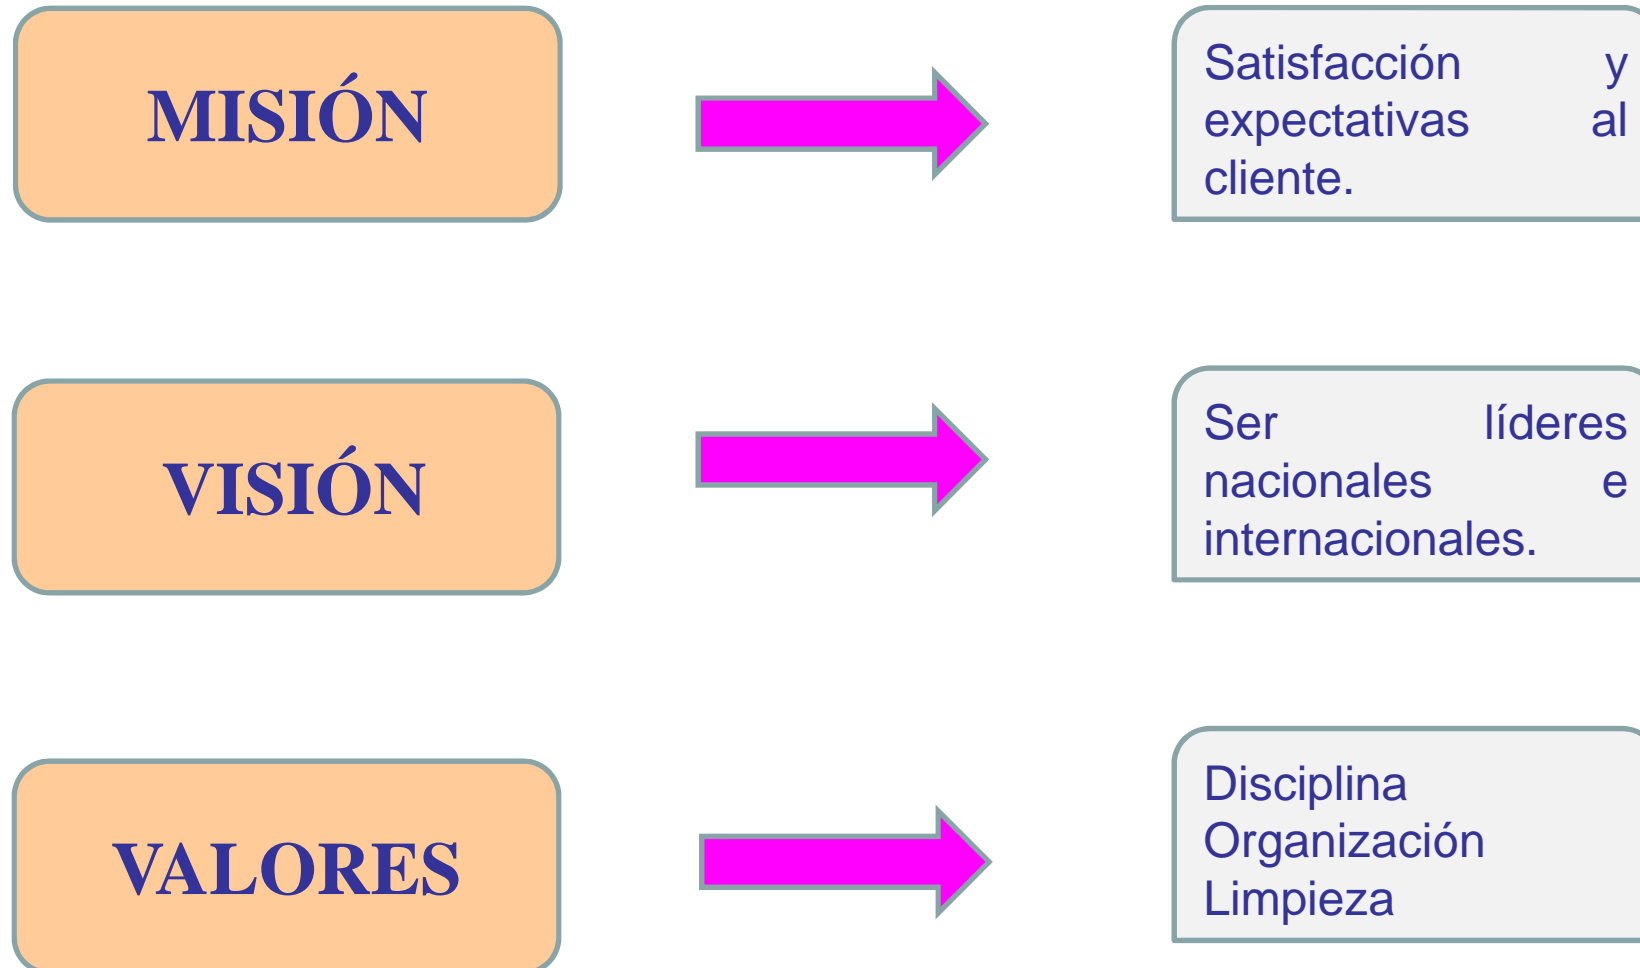 MISIÓN
Satisfacción y
expectativas al
cliente.
VISIÓN
Ser líderes
nacionales e
internacionales.
VALORES
Disciplina
Organización
Limpieza